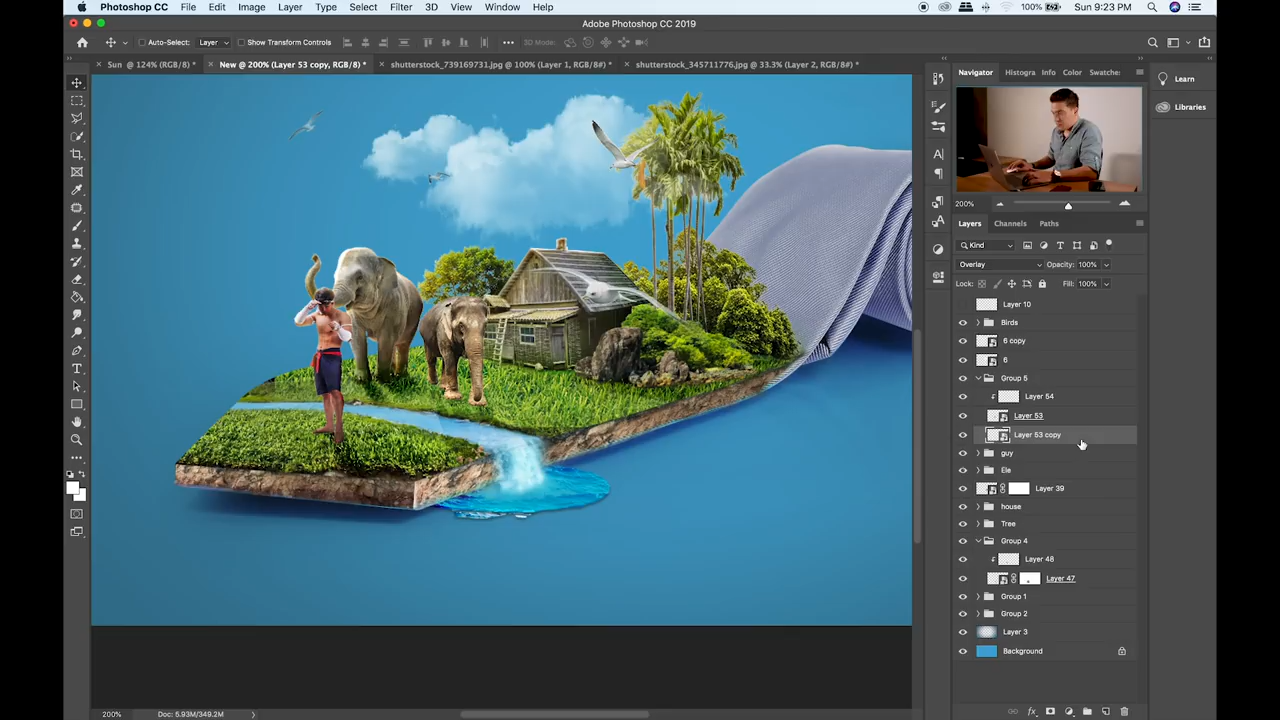 Photoshop CC File Edit Image Layer Type Select Filter 3D View Window Help 100% Sun 9:23 PM
Adobe Photoshop CC 2019
Auto-Select: Layer Show Transform Controls 3D Mode:
Sun @ 124% (RGB/8) * New @ 200% (Layer 53 copy, RGB/8) * shutterstock_739169731.jpg @ 100% (Layer 1, RGB/8#) * shutterstock_345711776.jpg @ 33.3% (Layer 2, RGB/8#) *
Navigator Histogra Info Color Swatche
Learn
Libraries
200%
Layers Channels Paths
Kind
Overlay Opacity: 100%
Lock: Fill: 100%
Layer 10
Birds
6 copy
6
Group 5
Layer 54
Layer 53
Layer 53 copy
guy
Ele
Layer 39
house
Tree
Group 4
Layer 48
Layer 47
Group 1
Group 2
Layer 3
Background
200% Doc: 5.93M/349.2M